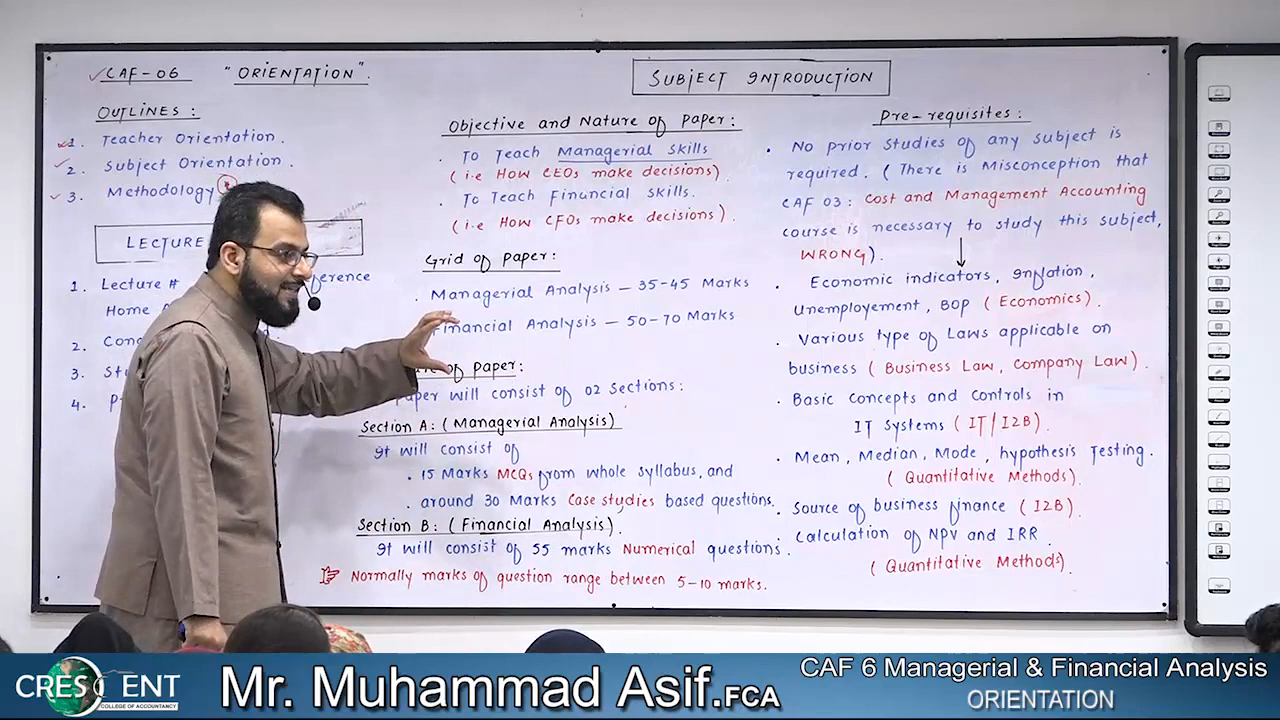 CAF-06 "ORIENTATION".
OUTLINES:
1. Teacher Orientation.
2. Subject Orientation.
3. Methodology
LECTURE
1. Lecture #
Home
2.
3.
4.
SUBJECT INTRODUCTION
Objective and Nature of Paper:
. To Teach Managerial Skills
(i.e How CEOs make decisions).
. To Teach Financial skills
(i.e How CFOs make decisions).
Grid of Paper:
. Managerial Analysis – 35-45 Marks
Financial Analysis – 50-70 Marks
of Paper:
Paper will consist of 02 Sections:
Section A: (Managerial Analysis)
It will consist of
. 15 Marks MCQs from whole syllabus, and
around 30 Marks Case studies based questions.
Section B: (Financial Analysis).
It will consist of 55 marks Numerical questions
Normally marks of question range between 5-10 marks.
Pre-requisites:
. No prior studies of any subject is
required. (There is Misconception that
CAF 03: Cost and Management Accounting
course is necessary to study this subject,
WRONG).
. Economic indicators, Inflation,
Unemployement, BOP (Economics).
. Various type of Laws applicable on
business (Business Law, Company Law).
. Basic concepts and Controls in
IT Systems IT/I2B).
. Mean, Median, Mode, hypothesis Testing.
(Quantitative Methods).
. Source of business finance (I2B).
. Calculation of NPV and IRR
(Quantitative Methods).
CRESCENT
COLLEGE OF ACCOUNTANCY
Mr. Muhammad Asif.FCA
CAF 6 Managerial & Financial Analysis
ORIENTATION